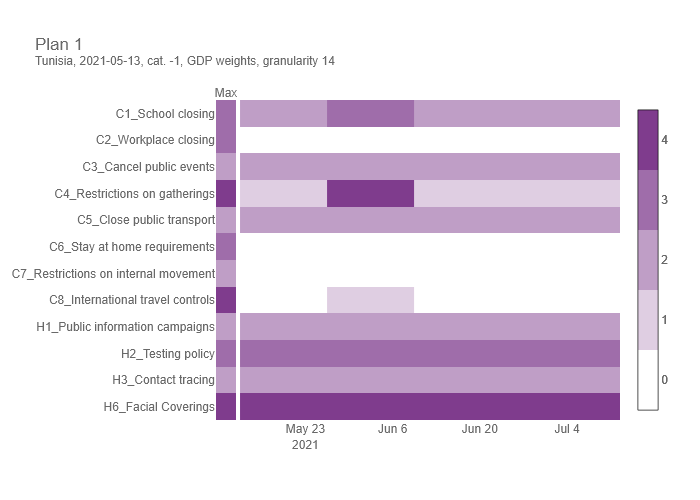 Plan 1
Tunisia, 2021-05-13, cat. -1, GDP weights, granularity 14
Max
C1_School closing
C2_Workplace closing
C3_Cancel public events
C4_Restrictions on gatherings
C5_Close public transport
C6_Stay at home requirements
C7_Restrictions on internal movement
C8_International travel controls
H1_Public information campaigns
H2_Testing policy
H3_Contact tracing
H6_Facial Coverings
May 23 Jun 6 Jun 20 Jul 4
2021
4
3
2
1
0